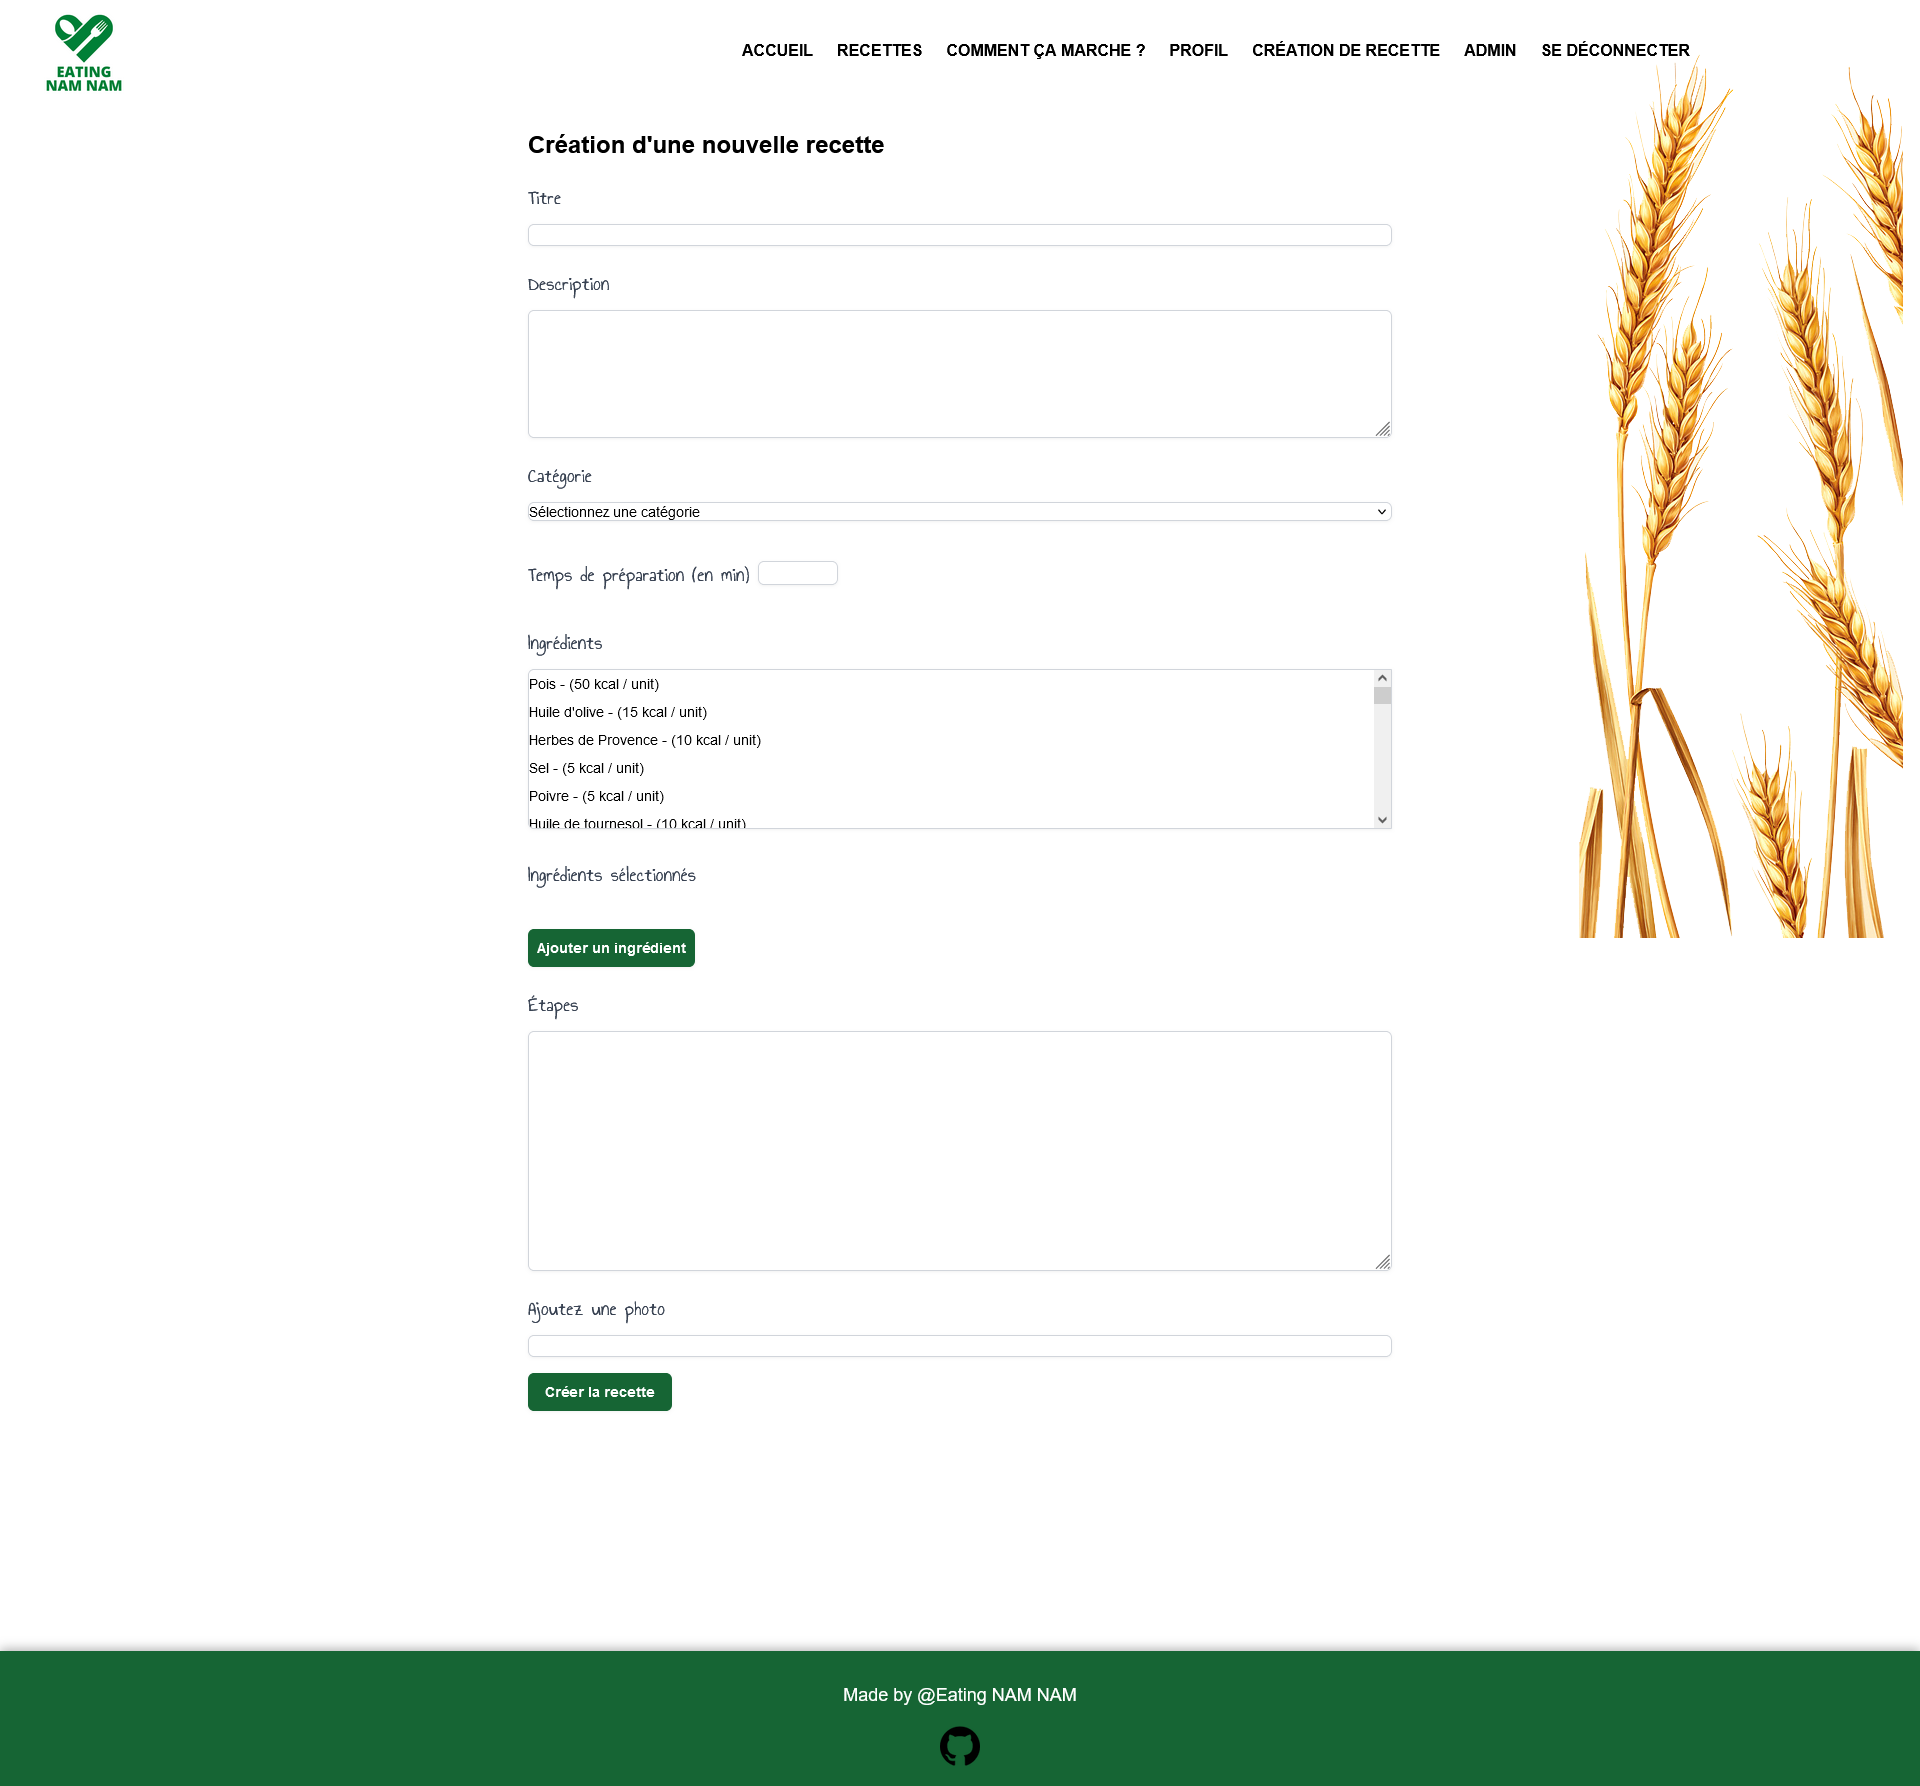 EATING
NAM NAM
ACCUEIL RECETTES COMMENT ÇA MARCHE ? PROFIL CRÉATION DE RECETTE ADMIN SE DÉCONNECTER
Création d'une nouvelle recette
Titre
Description
Catégorie
Sélectionnez une catégorie
Temps de préparation (en min)
Ingrédients
Pois - (50 kcal / unit)
Huile d'olive - (15 kcal / unit)
Herbes de Provence - (10 kcal / unit)
Sel - (5 kcal / unit)
Poivre - (5 kcal / unit)
Huile de tournesol - (10 kcal / unit)
Ingrédients sélectionnés
Ajouter un ingrédient
Étapes
Ajoutez une photo
Créer la recette
Made by @Eating NAM NAM